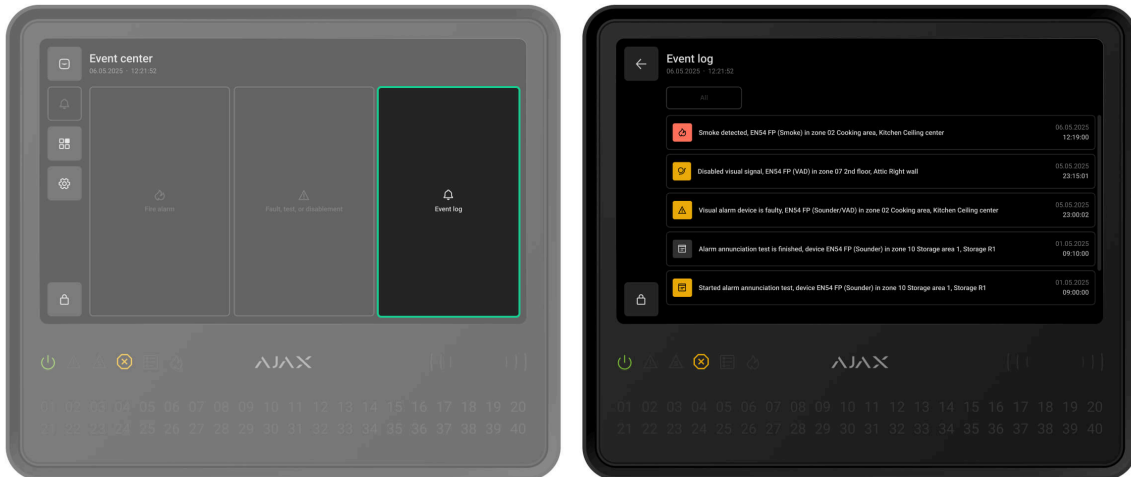 Event center
06.05.2025 · 12:21:52
Fire alarm
Fault, test, or disablement
Event log
AJAX
01 02 03 04 05 06 07 08 09 10 11 12 13 14 15 16 17 18 19 20
21 22 23 24 25 26 27 28 29 30 31 32 33 34 35 36 37 38 39 40
Event log
06.05.2025 · 12:21:52
All
Smoke detected, EN54 FP (Smoke) in zone 02 Cooking area, Kitchen Ceiling center
06.05.2025
12:19:00
Disabled visual signal, EN54 FP (VAD) in zone 07 2nd floor, Attic Right wall
05.05.2025
23:15:01
Visual alarm device is faulty, EN54 FP (Sounder/VAD) in zone 02 Cooking area, Kitchen Ceiling center
05.05.2025
23:00:02
Alarm annunciation test is finished, device EN54 FP (Sounder) in zone 10 Storage area 1, Storage R1
01.05.2025
09:10:00
Started alarm annunciation test, device EN54 FP (Sounder) in zone 10 Storage area 1, Storage R1
01.05.2025
09:00:00
AJAX
01 02 03 04 05 06 07 08 09 10 11 12 13 14 15 16 17 18 19 20
21 22 23 24 25 26 27 28 29 30 31 32 33 34 35 36 37 38 39 40